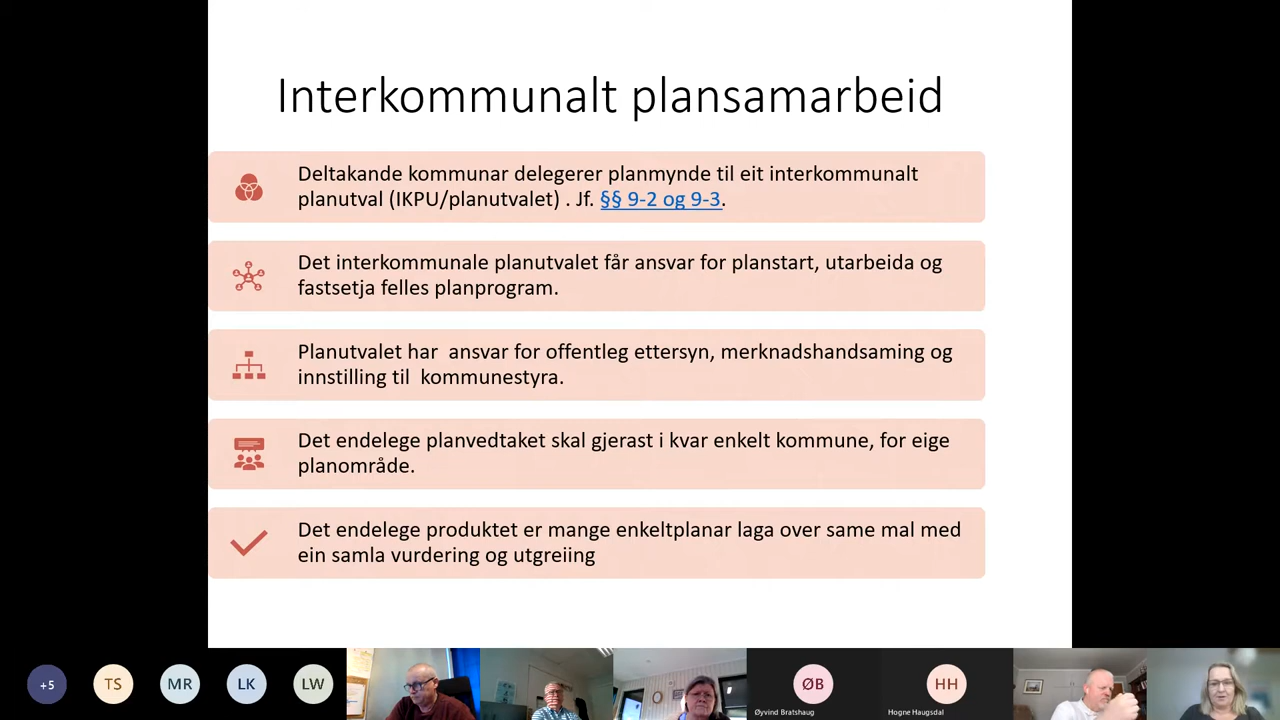 Interkommunalt plansamarbeid
Deltakande kommunar delegerer planmynde til eit interkommunalt
planutval (IKPU/planutvalet) . Jf. §§ 9-2 og 9-3.
Det interkommunale planutvalet får ansvar for planstart, utarbeida og
fastsetja felles planprogram.
Planutvalet har  ansvar for offentleg ettersyn, merknadshandsaming og
innstilling til  kommunestyra.
Det endelege planvedtaket skal gjerast i kvar enkelt kommune, for eige
planområde.
Det endelege produktet er mange enkeltplanar laga over same mal med
ein samla vurdering og utgreiing
+5 TS MR LK LW ØB HH
Øyvind Bratshaug Hogne Haugsdal